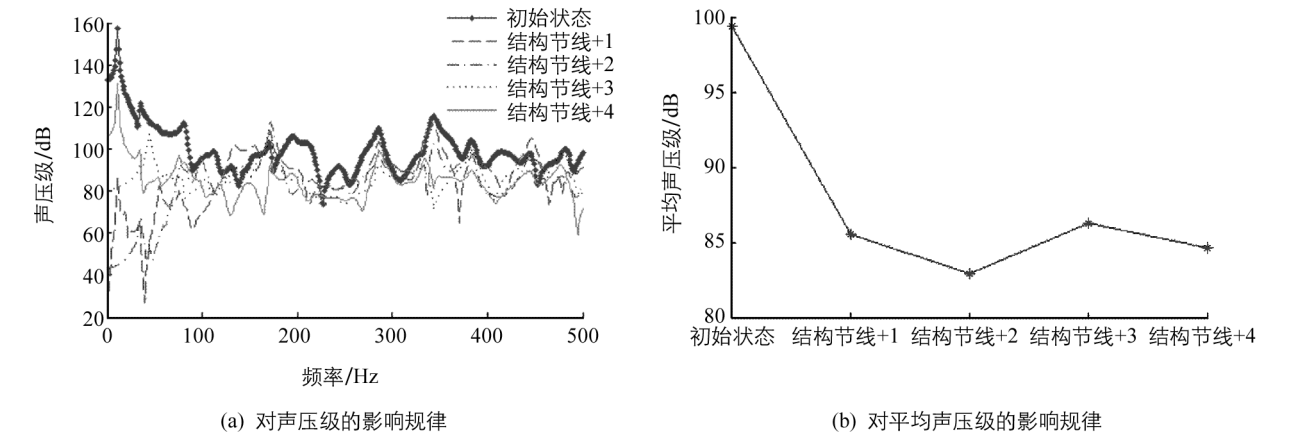 160
140
120
100
80
60
40
20
0
100
200
300
400
500
声压级/dB
频率/Hz
初始状态
结构节线+1
结构节线+2
结构节线+3
结构节线+4
(a) 对声压级的影响规律
100
95
90
85
80
平均声压级/dB
初始状态 结构节线+1 结构节线+2 结构节线+3 结构节线+4
(b) 对平均声压级的影响规律